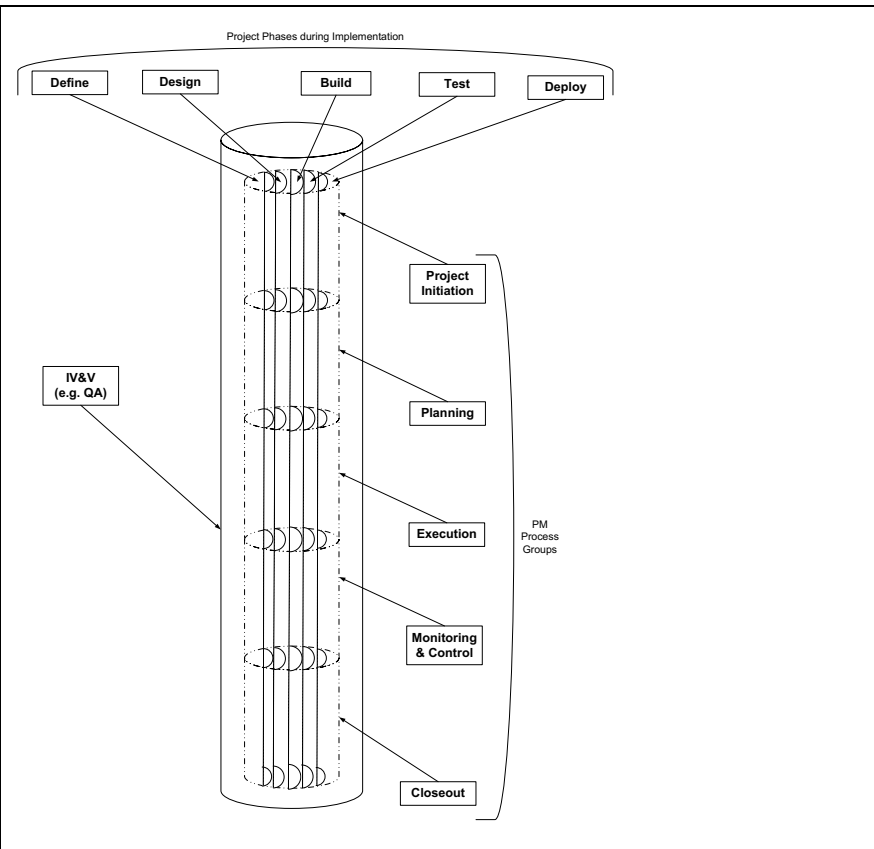 Project Phases during Implementation
Define
Design
Build
Test
Deploy
Project
Initiation
IV&V
(e.g. QA)
Planning
Execution
PM
Process
Groups
Monitoring
& Control
Closeout